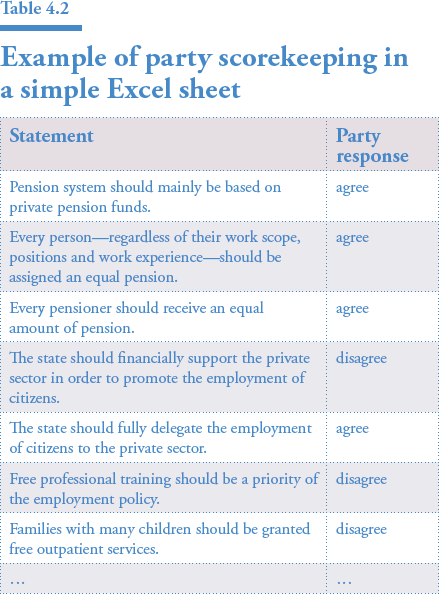 Table 4.2
Example of party scorekeeping in
a simple Excel sheet
Statement
Party
response
Pension system should mainly be based on
private pension funds.
agree
Every person—regardless of their work scope,
positions and work experience—should be
assigned an equal pension.
agree
Every pensioner should receive an equal
amount of pension.
agree
The state should financially support the private
sector in order to promote the employment of
citizens.
disagree
The state should fully delegate the employment
of citizens to the private sector.
agree
Free professional training should be a priority of
the employment policy.
disagree
Families with many children should be granted
free outpatient services.
disagree
…
…